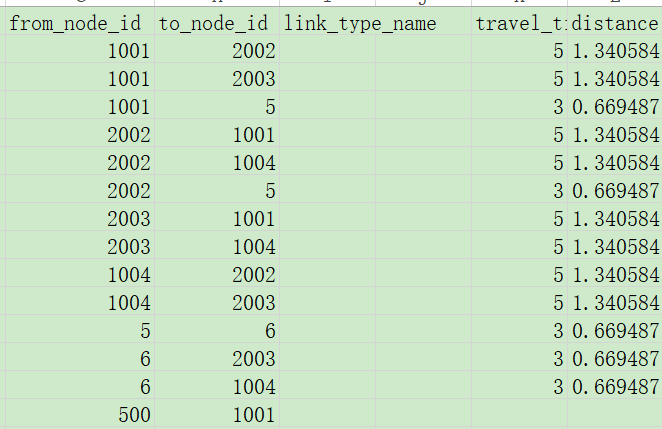 from_node_id to_node_id link_type_name travel_t distance
1001 2002 5 1.340584
1001 2003 5 1.340584
1001 5 3 0.669487
2002 1001 5 1.340584
2002 1004 5 1.340584
2002 5 3 0.669487
2003 1001 5 1.340584
2003 1004 5 1.340584
1004 2002 5 1.340584
1004 2003 5 1.340584
5 6 3 0.669487
6 2003 3 0.669487
6 1004 3 0.669487
500 1001